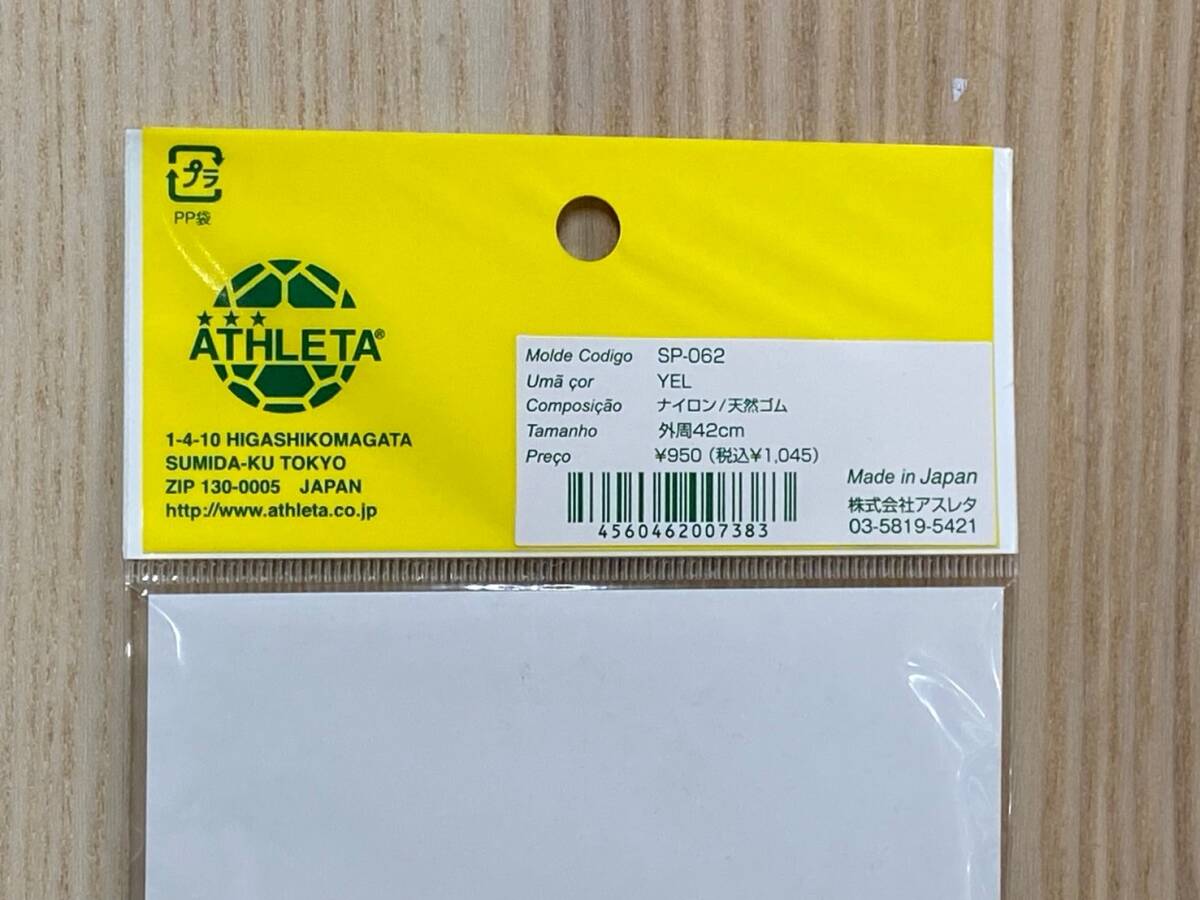 プラ
PP袋
★★★
ATHLETA®
1-4-10 HIGASHIKOMAGATA
SUMIDA-KU TOKYO
ZIP 130-0005 JAPAN
http://www.athleta.co.jp
Molde Codigo SP-062
Umã çor YEL
Composição ナイロン/天然ゴム
Tamanho 外周42cm
Preço ¥950 (税込¥1,045)
4560462007383
Made in Japan
株式会社アスレタ
03-5819-5421